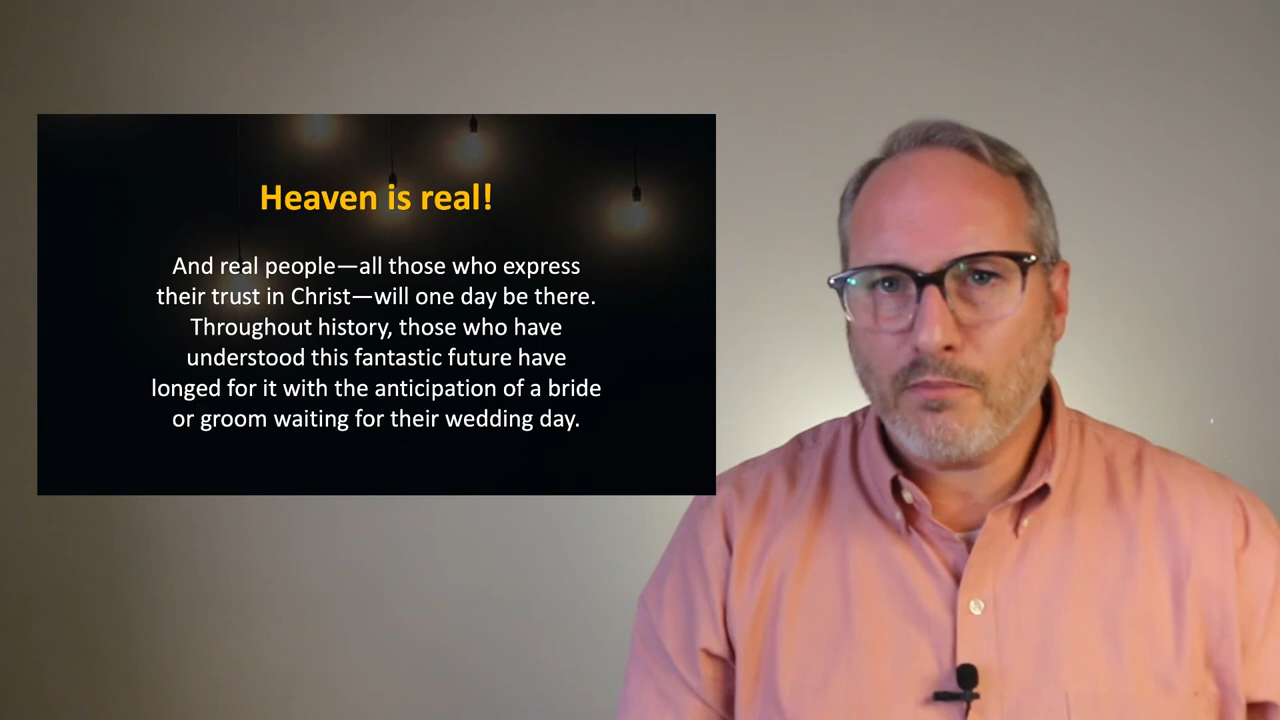 Heaven is real!
And real people—all those who express
their trust in Christ—will one day be there.
Throughout history, those who have
understood this fantastic future have
longed for it with the anticipation of a bride
or groom waiting for their wedding day.